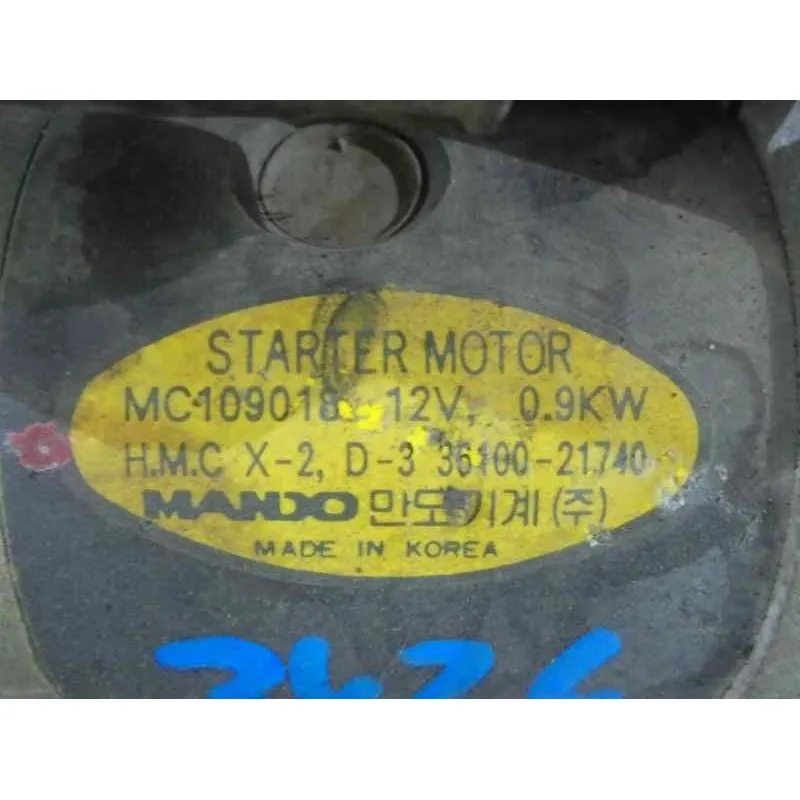 STARTER MOTOR
MC109018 12V, 0.9KW
H.M.C X-2, D-3 36100-21740
MANDO 만도기계(주)
MADE IN KOREA